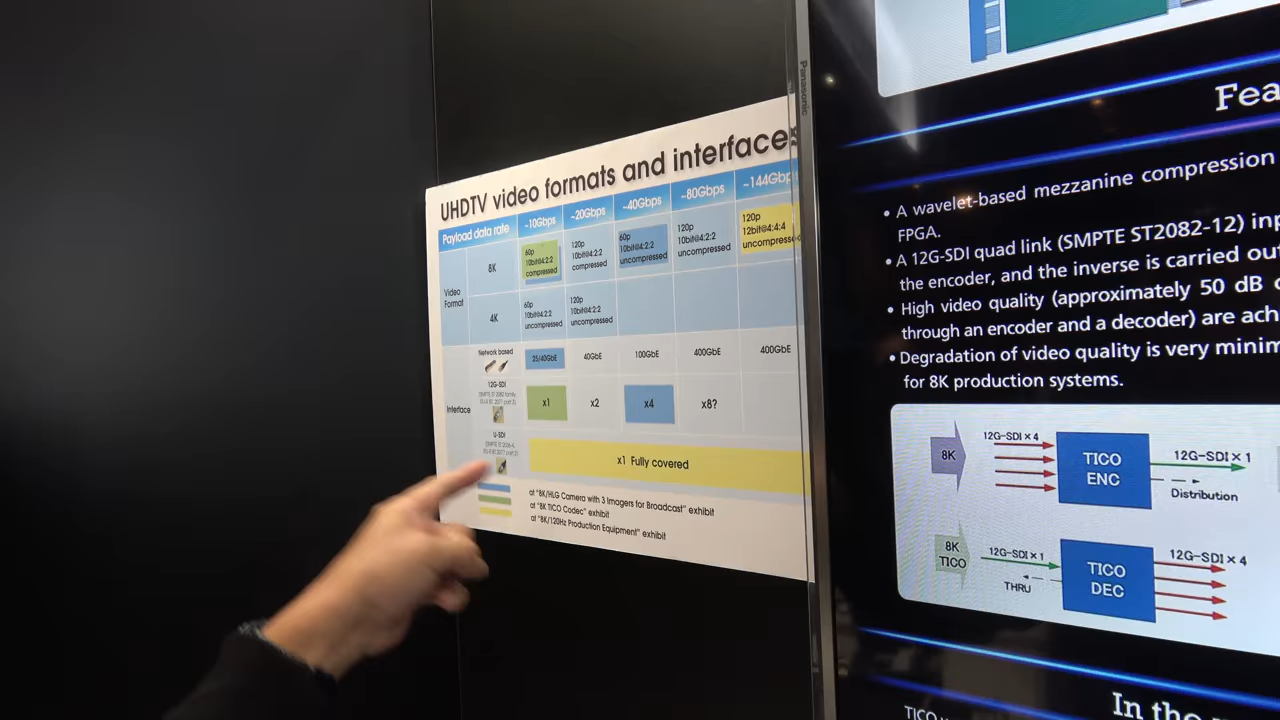 Panasonic
UHDTV video formats and interfaces
Payload data rate
~10Gbps
~20Gbps
~40Gbps
~80Gbps
~144Gbps
Video
Format
8K
60p
10bit@4:2:2
compressed
120p
10bit@4:2:2
compressed
60p
10bit@4:2:2
uncompressed
120p
10bit@4:2:2
uncompressed
120p
12bit@4:4:4
uncompressed
4K
60p
10bit@4:2:2
uncompressed
120p
10bit@4:2:2
uncompressed
Interface
Network based
25/40GbE
40GbE
100GbE
400GbE
400GbE
12G-SDI
x1
x2
x4
x8?
U-SDI
x1 Fully covered
at "8K/HLG Camera with 3 Imagers for Broadcast" exhibit
at "8K TICO Codec" exhibit
at "8K/120Hz Production Equipment" exhibit
Fea
• A wavelet-based mezzanine compression
FPGA.
• A 12G-SDI quad link (SMPTE ST2082-12) inp
the encoder, and the inverse is carried out
• High video quality (approximately 50 dB
through an encoder and a decoder) are ach
• Degradation of video quality is very minim
for 8K production systems.
8K
12G-SDI × 4
TICO
ENC
12G-SDI × 1
Distribution
8K
TICO
12G-SDI × 1
THRU
TICO
DEC
12G-SDI × 4
In the
TICO